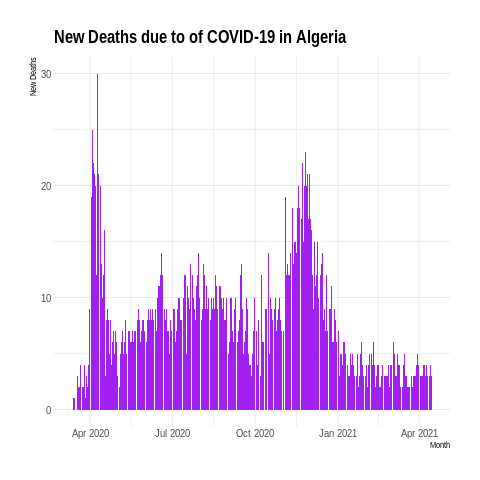 New Deaths due to of COVID-19 in Algeria
New Deaths
30
20
10
0
Apr 2020 Jul 2020 Oct 2020 Jan 2021 Apr 2021
Month